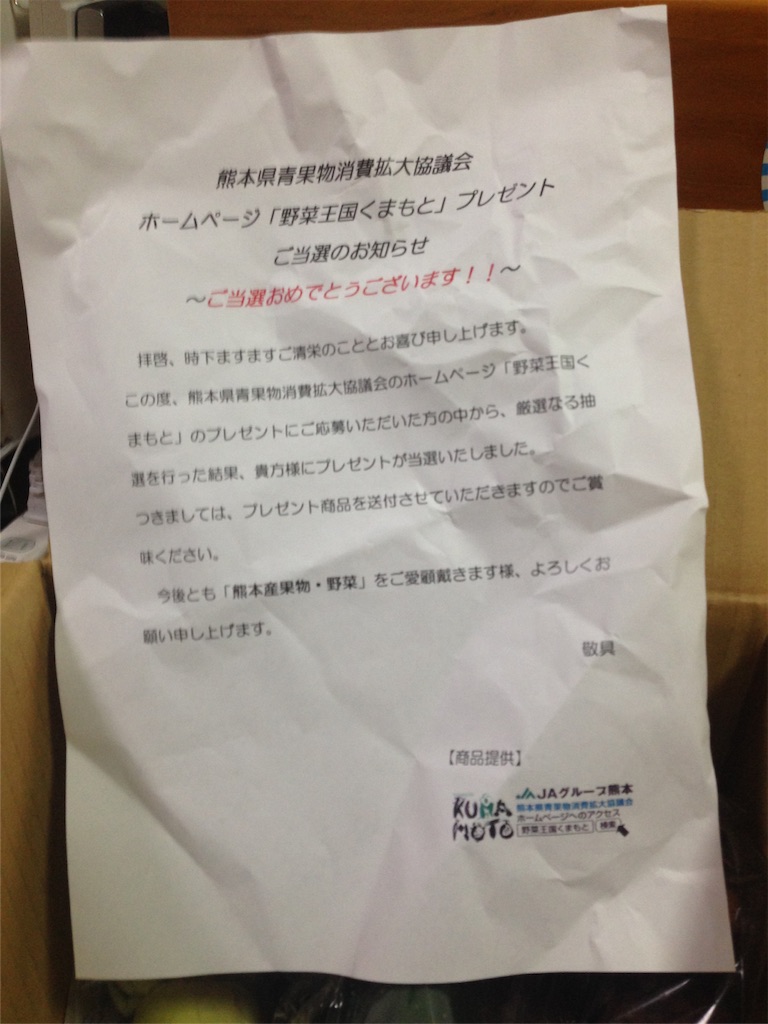 熊本県青果物消費拡大協議会
ホームページ「野菜王国くまもと」プレゼント
ご当選のお知らせ
～ご当選おめでとうございます！！～
拝啓、時下ますますご清栄のこととお喜び申し上げます。
この度、熊本県青果物消費拡大協議会のホームページ「野菜王国く
まもと」のプレゼントにご応募いただいた方の中から、厳選なる抽
選を行った結果、貴方様にプレゼントが当選いたしました。
つきましては、プレゼント商品を送付させていただきますのでご賞
味ください。
今後とも「熊本産果物・野菜」をご愛顧戴きます様、よろしくお
願い申し上げます。
敬具
【商品提供】
KUMAMOTO
JAグループ熊本
熊本県青果物消費拡大協議会
ホームページへのアクセス
野菜王国くまもと 検索